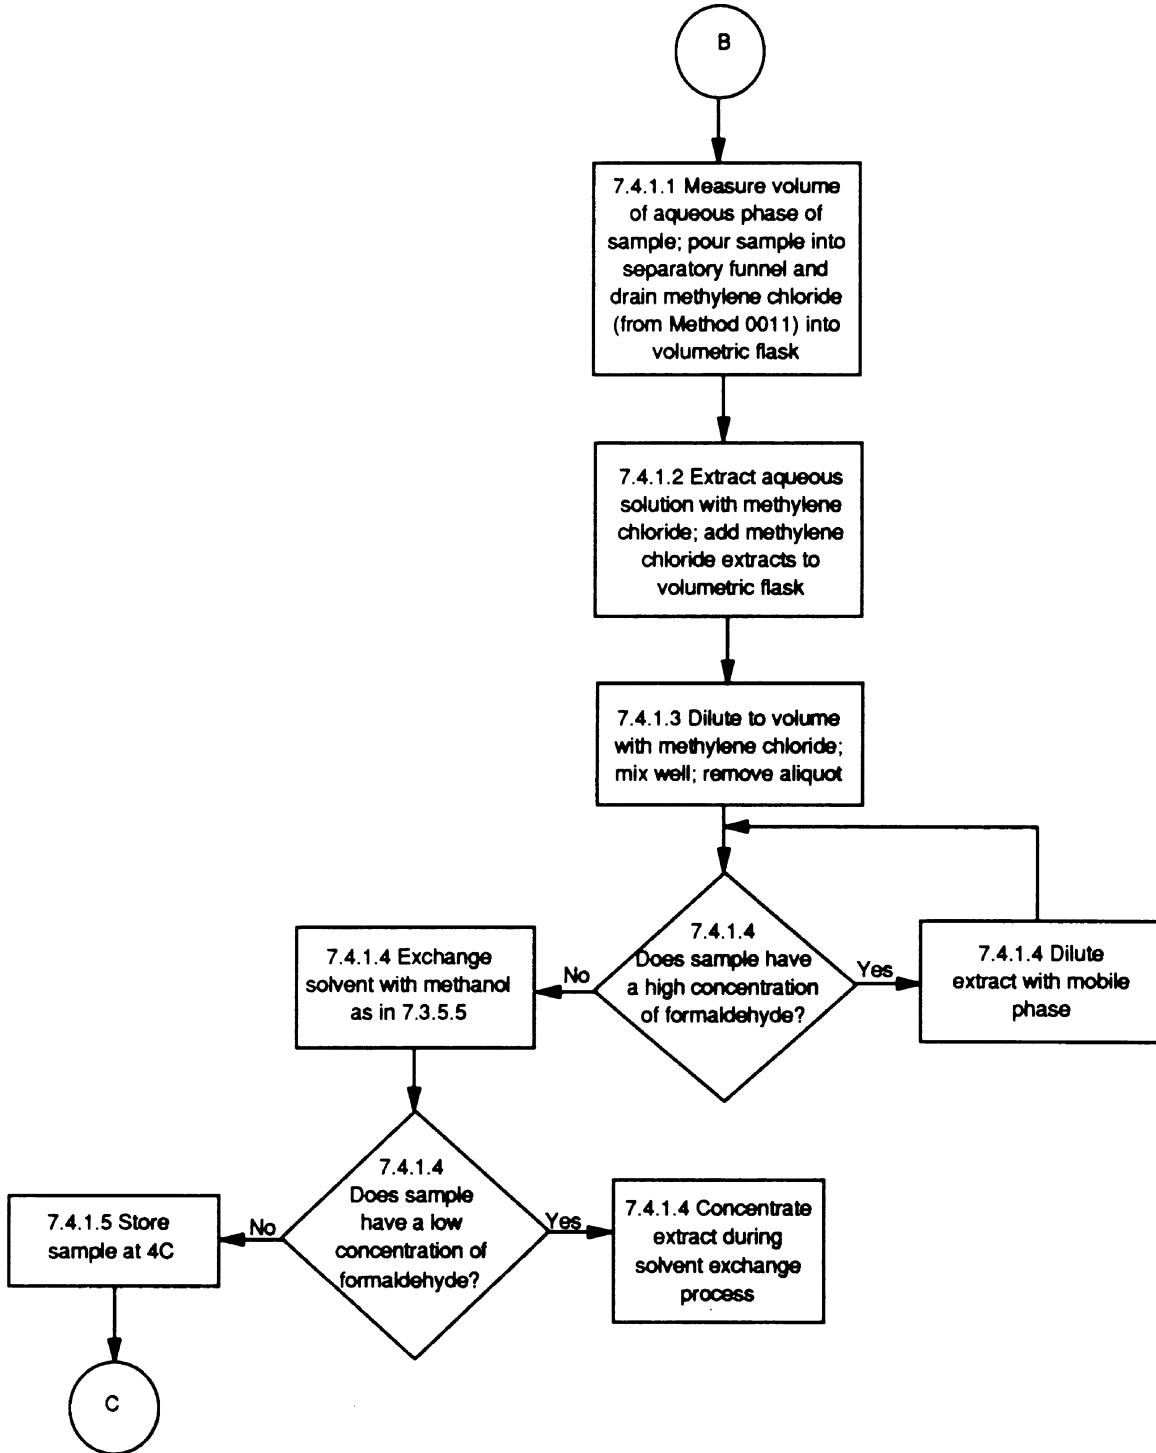 B
7.4.1.1 Measure volume
of aqueous phase of
sample; pour sample into
separatory funnel and
drain methylene chloride
(from Method 0011) into
volumetric flask
7.4.1.2 Extract aqueous
solution with methylene
chloride; add methylene
chloride extracts to
volumetric flask
7.4.1.3 Dilute to volume
with methylene chloride;
mix well; remove aliquot
7.4.1.4
Does sample have
a high concentration
of formaldehyde?
Yes
7.4.1.4 Dilute
extract with mobile
phase
No
7.4.1.4 Exchange
solvent with methanol
as in 7.3.5.5
7.4.1.4
Does sample
have a low
concentration of
formaldehyde?
Yes
7.4.1.4 Concentrate
extract during
solvent exchange
process
No
7.4.1.5 Store
sample at 4C
C